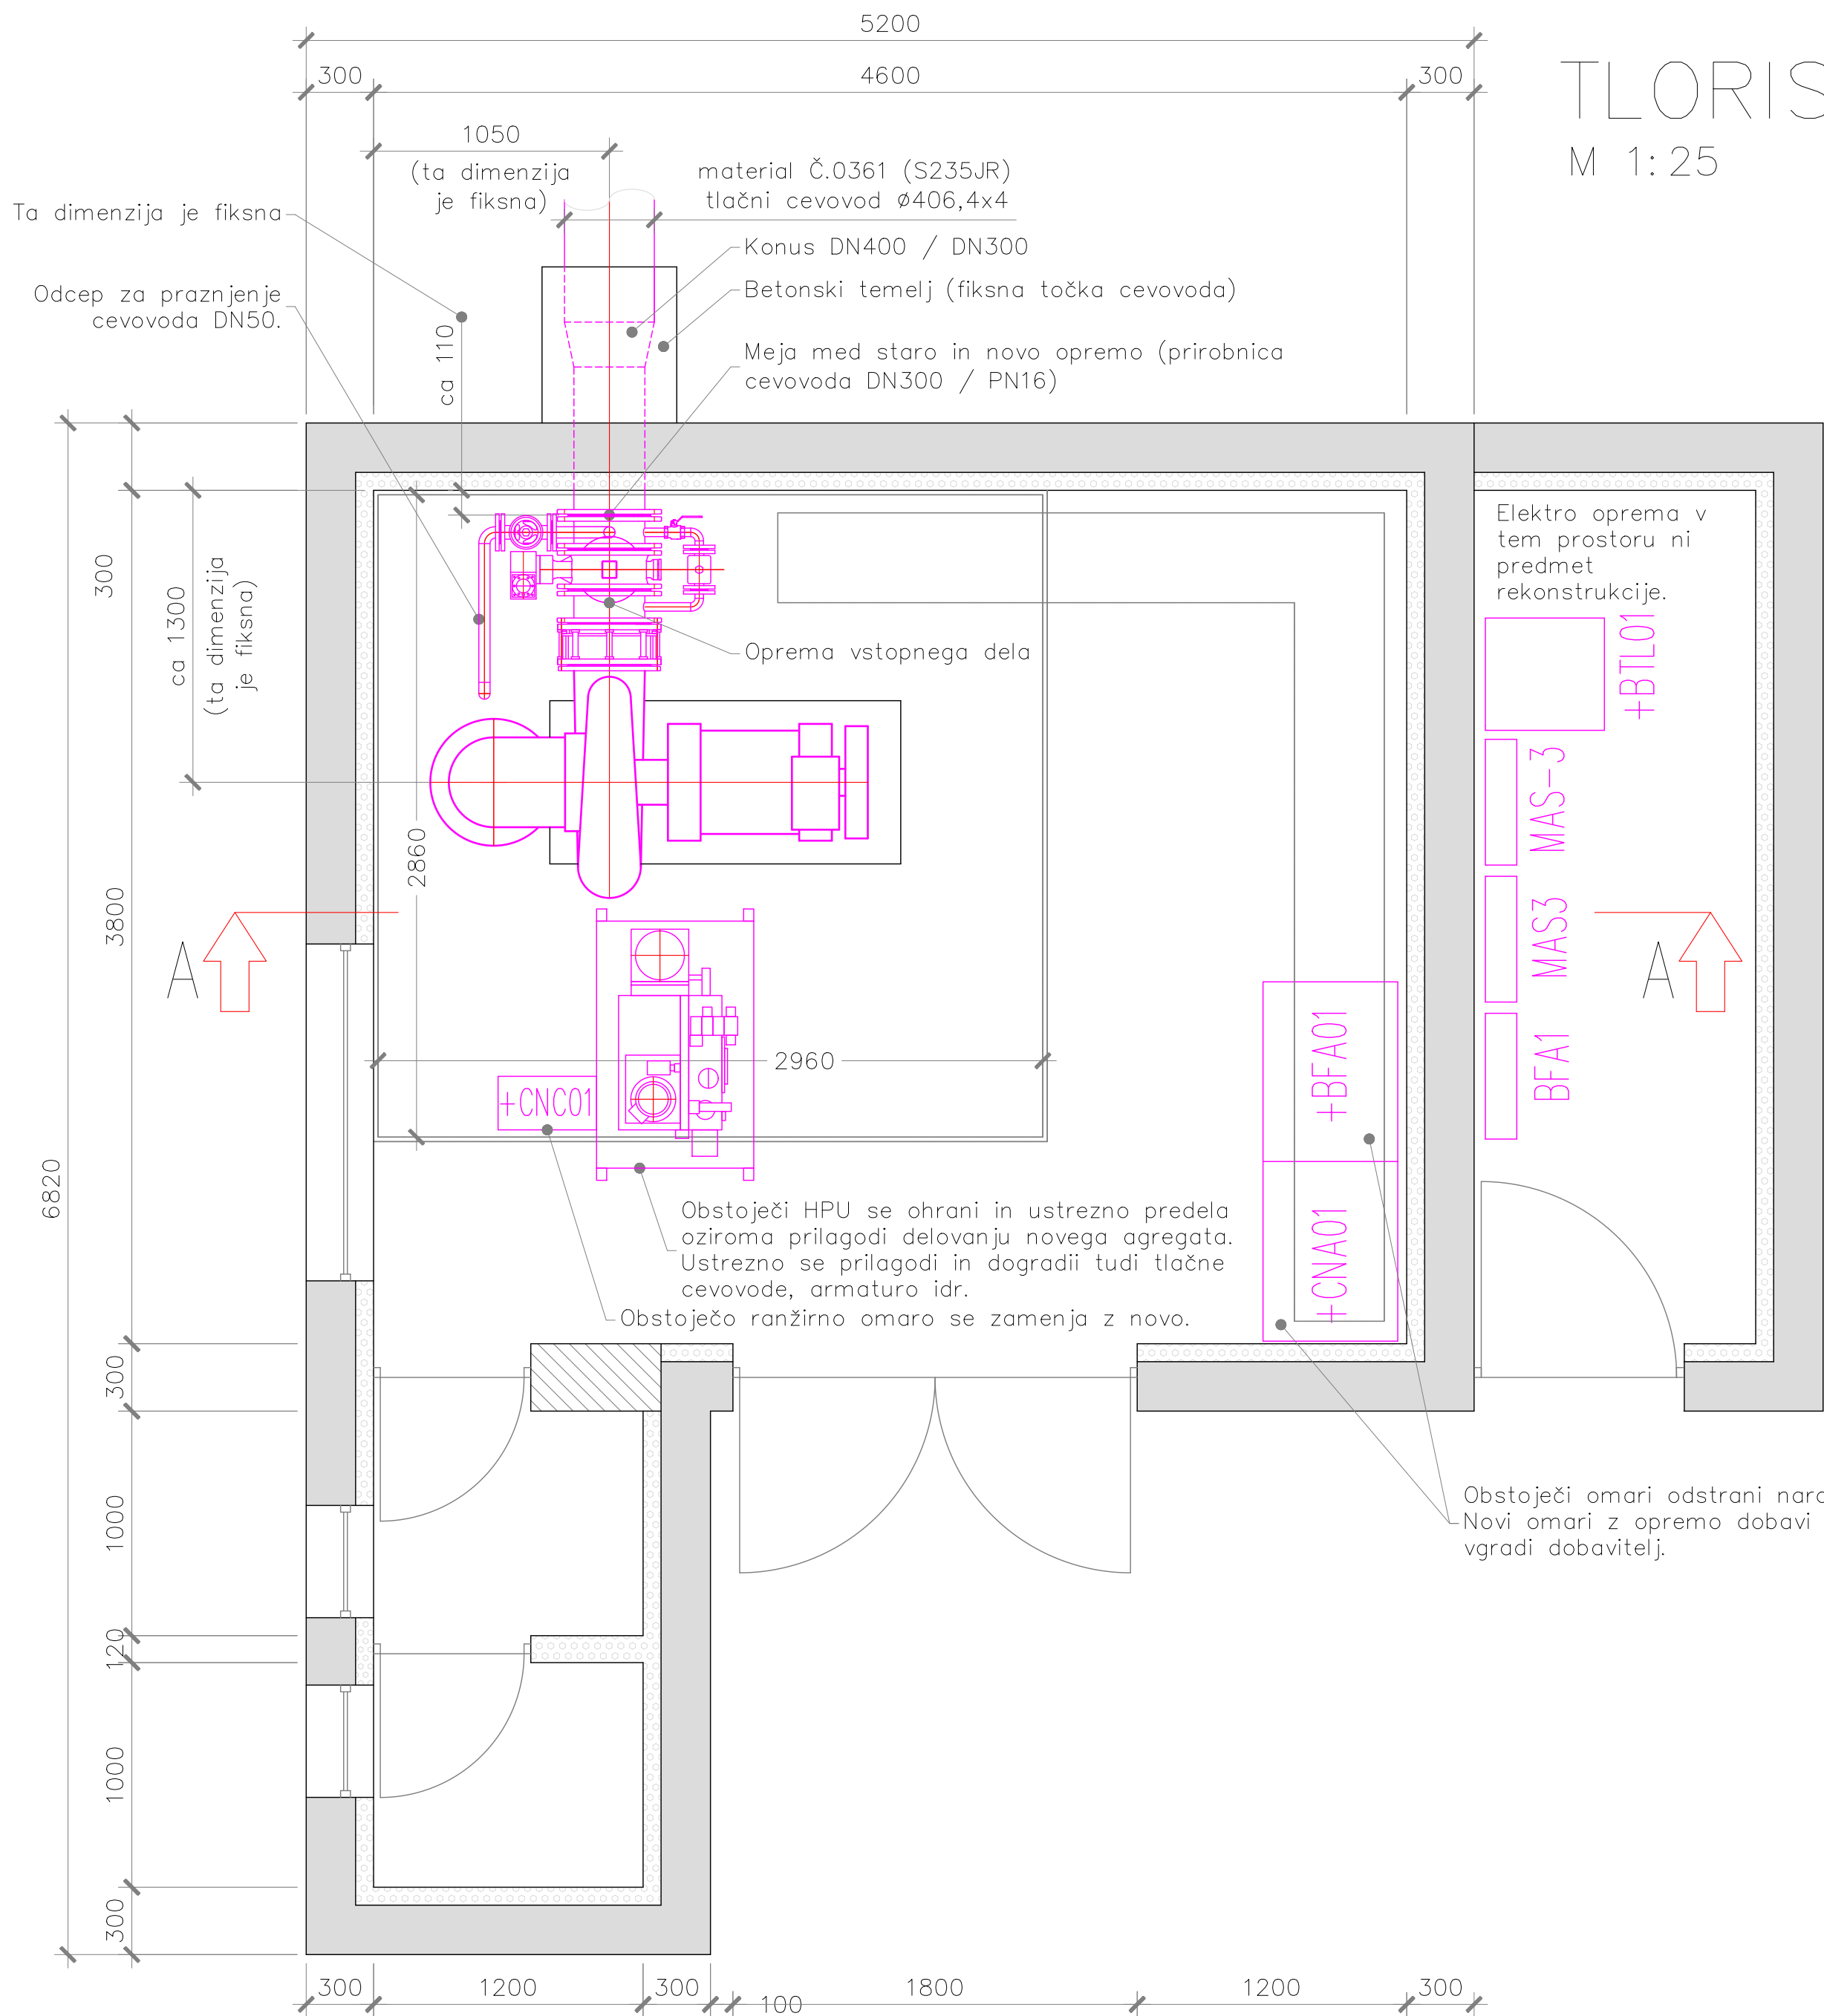 5200
300
4600
300
TLORIS
M 1:25
1050
(ta dimenzija
je fiksna)
material Č.0361 (S235JR)
tlačni cevovod ø406,4x4
Ta dimenzija je fiksna
Konus DN400 / DN300
Odcep za praznjenje
cevovoda DN50.
Betonski temelj (fiksna točka cevovoda)
ca 110
Meja med staro in novo opremo (prirobnica
cevovoda DN300 / PN16)
Elektro oprema v
tem prostoru ni
predmet
rekonstrukcije.
300
ca 1300
(ta dimenzija
je fiksna)
Oprema vstopnega dela
+BTL01
MAS-3
2860
3800
MAS3
A
A
2960
+CNC01
+BFA01
BFA1
6820
Obstoječi HPU se ohrani in ustrezno predela
oziroma prilagodi delovanju novega agregata.
Ustrezno se prilagodi in dogradii tudi tlačne
cevovode, armaturo idr.
+CNA01
Obstoječo ranžirno omaro se zamenja z novo.
300
1000
Obstoječi omari odstrani
Novi omari z opremo dobavi
vgradi dobavitelj.
120
1000
300
300
1200
300
100
1800
1200
300